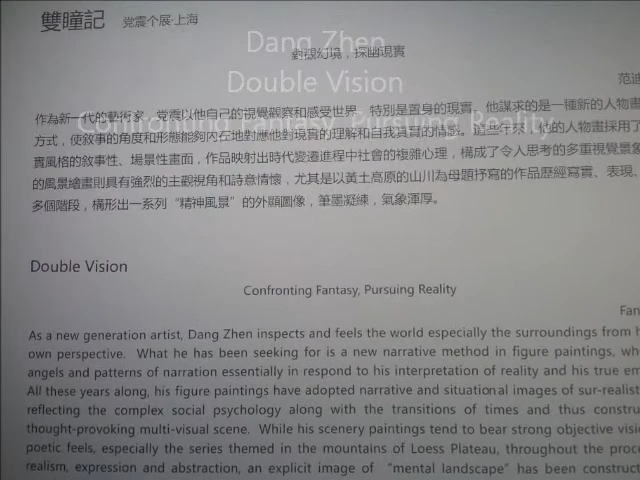 雙瞳記 党震个展·上海
Dang Zhen
幻境，探幽現實
Double Vision
范迪
作為新一代的藝術家，党震以他自己的視覺觀察和感受世界，特別是置身的現實。他謀求的是一種新的人物畫
Confronting Fantasy, Pursuing Reality
方式，使敘事的角度和形態能夠內在地對應他對現實的理解和自我真實的情感。這些年來，他的人物畫採用了
實風格的敘事性、場景性畫面，作品映射出時代變遷進程中社會的複雜心理，構成了令人思考的多重視覺景象
的風景繪畫則具有強烈的主觀視角和詩意情懷，尤其是以黃土高原的山川為母題抒寫的作品歷經寫實、表現、
多個階段，構形出一系列“精神風景”的外顯圖像，筆墨凝練，氣象渾厚。
Double Vision
Confronting Fantasy, Pursuing Reality
Fan
As a new generation artist, Dang Zhen inspects and feels the world especially the surroundings from h
own perspective. What he has been seeking for is a new narrative method in figure paintings, wh
angels and patterns of narration essentially in respond to his interpretation of reality and his true em
All these years along, his figure paintings have adopted narrative and situational images of sur-realist
reflecting the complex social psychology along with the transitions of times and thus constru
thought-provoking multi-visual scene. While his scenery paintings tend to bear strong objective visi
poetic feels, especially the series themed in the mountains of Loess Plateau, throughout the proc
realism, expression and abstraction, an explicit image of “mental landscape” has been construct